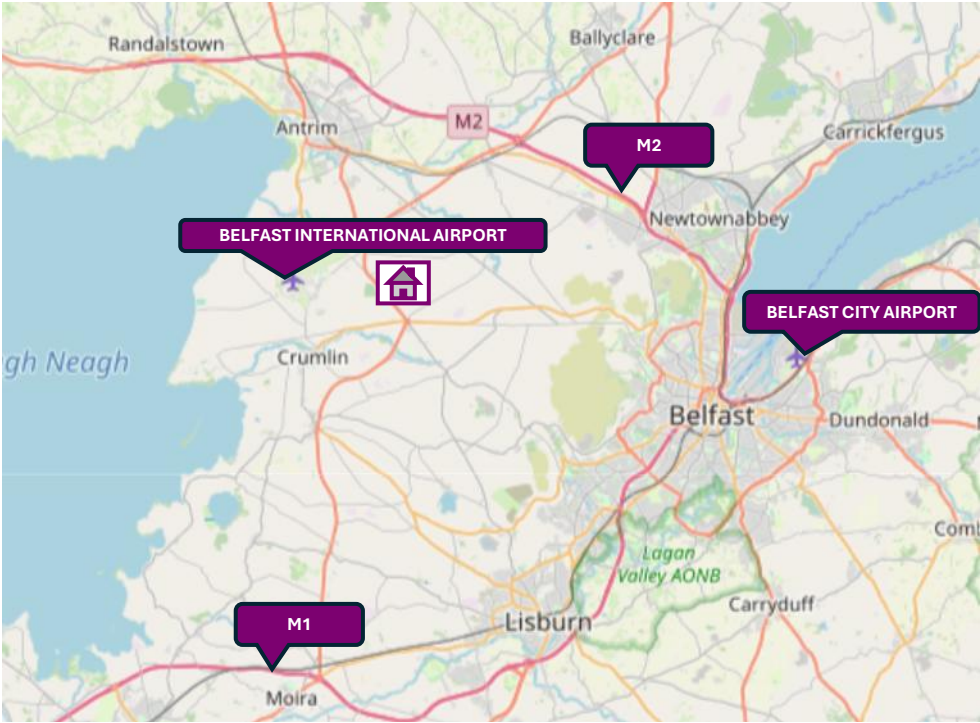 Randalstown
Ballyclare
M2
Antrim
M2
Carrickfergus
Newtownabbey
BELFAST INTERNATIONAL AIRPORT
BELFAST CITY AIRPORT
gh Neagh
Crumlin
Belfast
Dundonald
Comb
Lagan
Valley AONB
Carryduff
M1
Lisburn
Moira